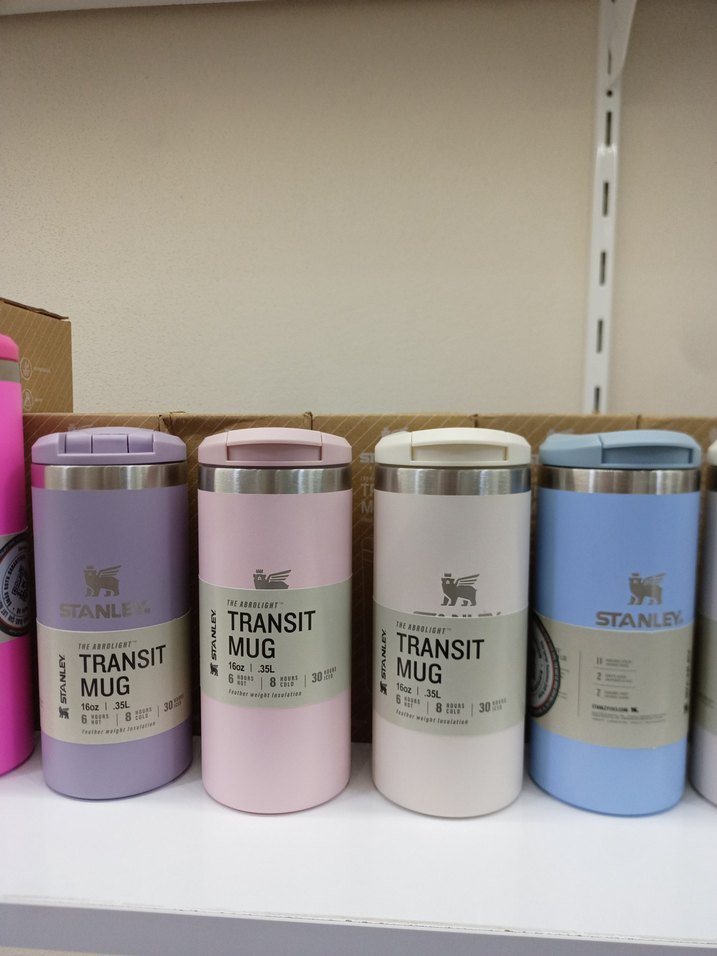 STANLEY
STANLEY
THE AEROLIGHT™
TRANSIT
MUG
16oz | .35L
6 HOURS HOT | 8 HOURS COLD | 30 HOURS ICED
Feather weight Insulation
STANLEY
THE AEROLIGHT™
TRANSIT
MUG
16oz | .35L
6 HOURS HOT | 8 HOURS COLD | 30 HOURS ICED
Feather weight Insulation
STANLEY
STANLEY
THE AEROLIGHT™
TRANSIT
MUG
16oz | .35L
6 HOURS HOT | 8 HOURS COLD | 30 HOURS ICED
Feather weight Insulation
STANLEY